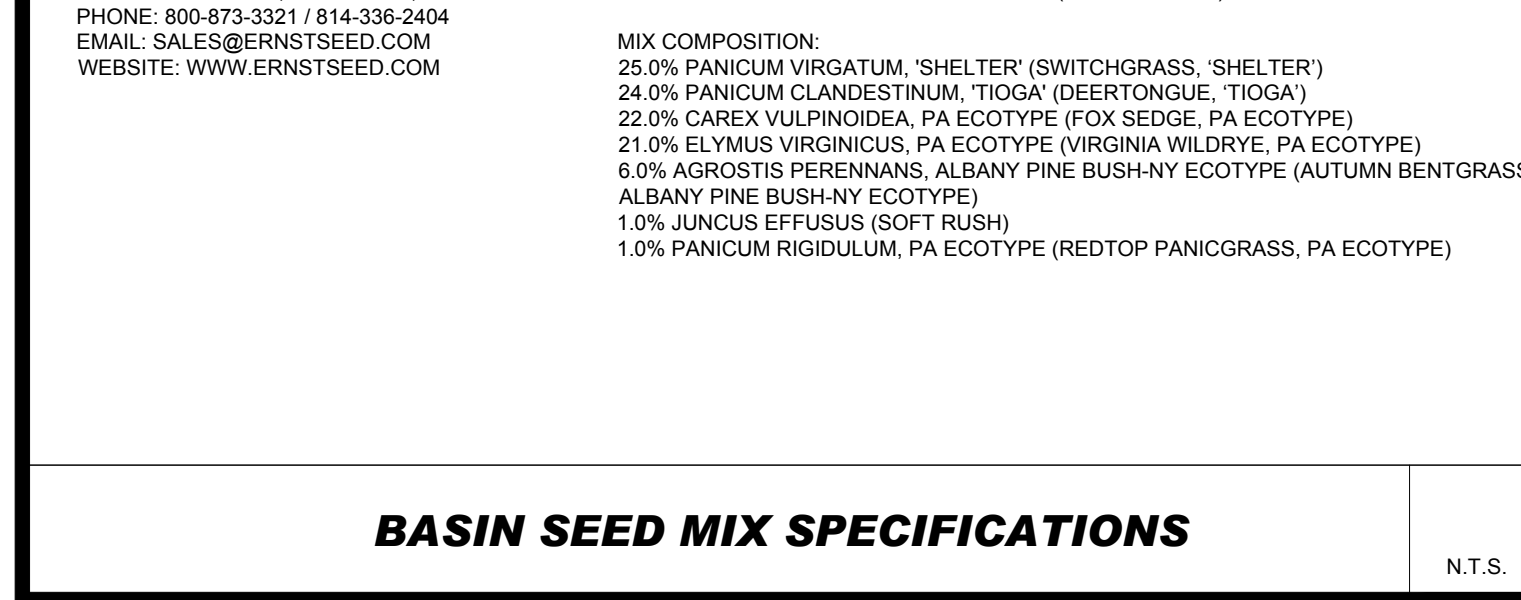 PHONE: 800-873-3321 / 814-336-2404
EMAIL: SALES@ERNSTSEED.COM
WEBSITE: WWW.ERNSTSEED.COM
MIX COMPOSITION:
25.0% PANICUM VIRGATUM, 'SHELTER' (SWITCHGRASS, ‘SHELTER’)
24.0% PANICUM CLANDESTINUM, 'TIOGA' (DEERTONGUE, ‘TIOGA’)
22.0% CAREX VULPINOIDEA, PA ECOTYPE (FOX SEDGE, PA ECOTYPE)
21.0% ELYMUS VIRGINICUS, PA ECOTYPE (VIRGINIA WILDRYE, PA ECOTYPE)
6.0% AGROSTIS PERENNANS, ALBANY PINE BUSH-NY ECOTYPE (AUTUMN BENTGRASS
ALBANY PINE BUSH-NY ECOTYPE)
1.0% JUNCUS EFFUSUS (SOFT RUSH)
1.0% PANICUM RIGIDULUM, PA ECOTYPE (REDTOP PANICGRASS, PA ECOTYPE)
BASIN SEED MIX SPECIFICATIONS
N.T.S.